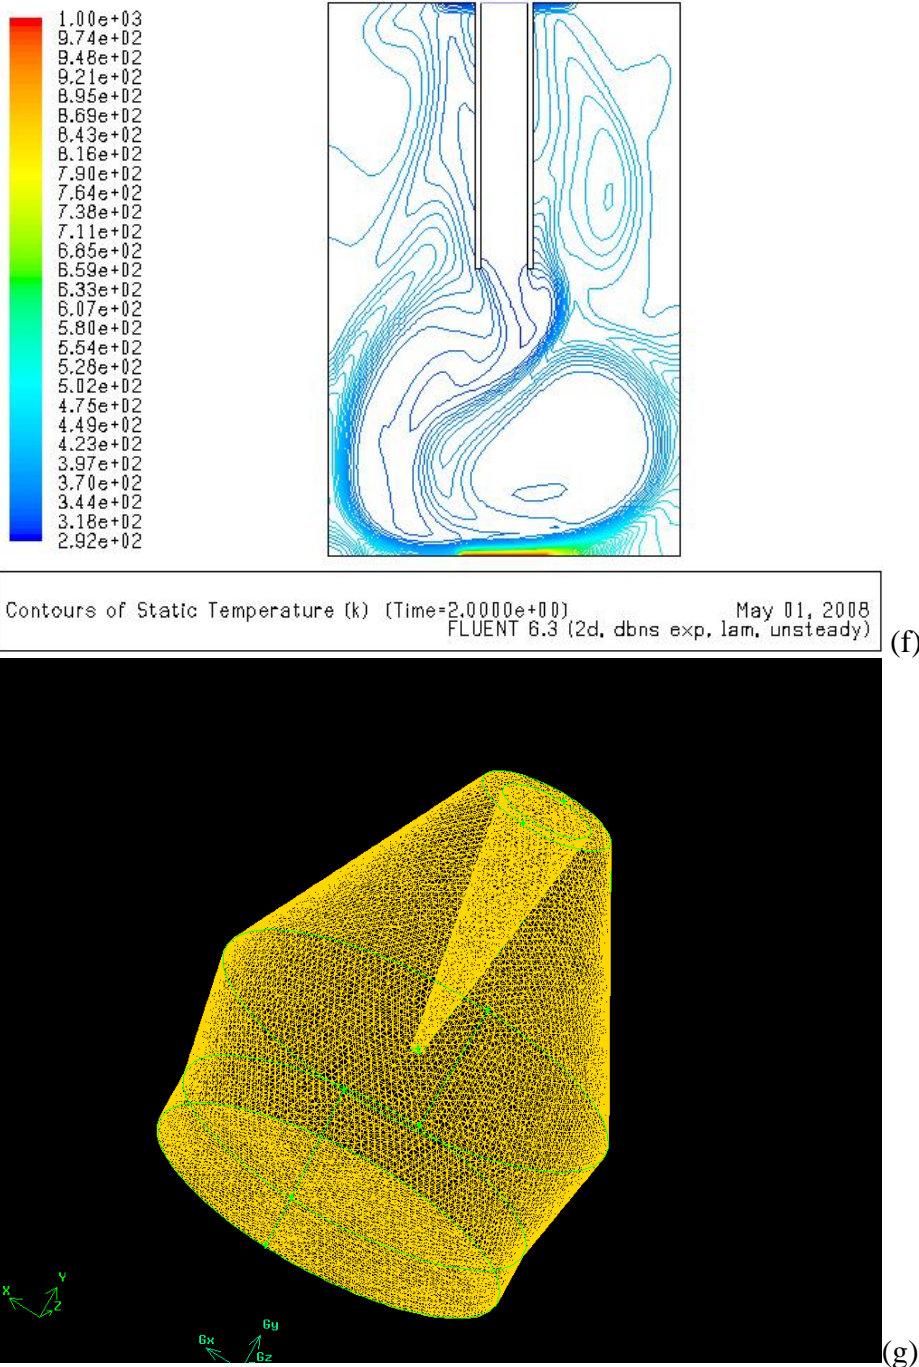 1.00e+03
9.74e+02
9.48e+02
9.21e+02
8.95e+02
8.69e+02
8.43e+02
8.16e+02
7.90e+02
7.64e+02
7.38e+02
7.11e+02
6.85e+02
6.59e+02
6.33e+02
6.07e+02
5.80e+02
5.54e+02
5.28e+02
5.02e+02
4.75e+02
4.49e+02
4.23e+02
3.97e+02
3.70e+02
3.44e+02
3.18e+02
2.92e+02
Contours of Static Temperature (k) (Time=2.0000e+00) May 01, 2008
FLUENT 6.3 (2d, dbns exp, lam, unsteady)
(f)
X Y Z
Gx Gy Gz
(g)